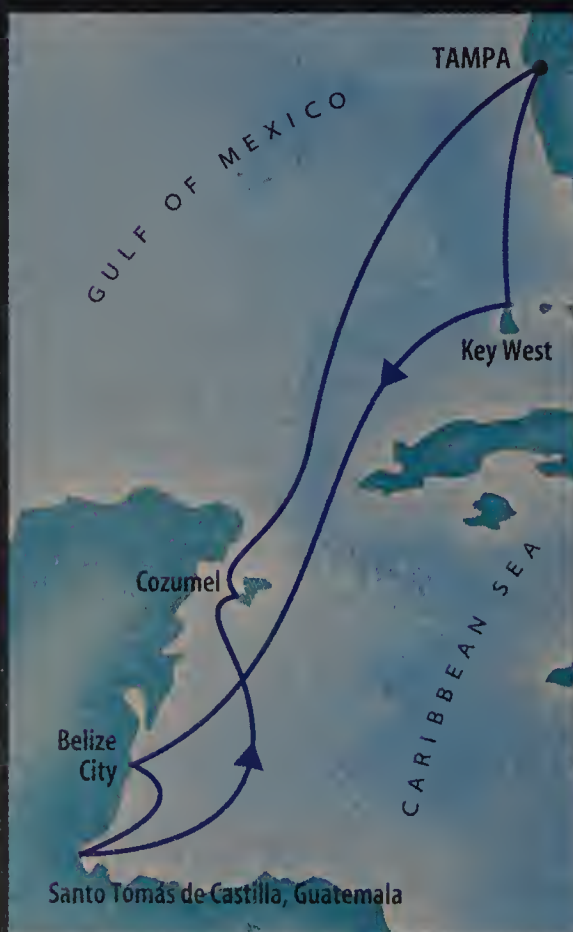 TAMPA
GULF OF MEXICO
Key West
Cozumel
CARIBBEAN SEA
Belize
City
Santo Tomás de Castilla, Guatemala